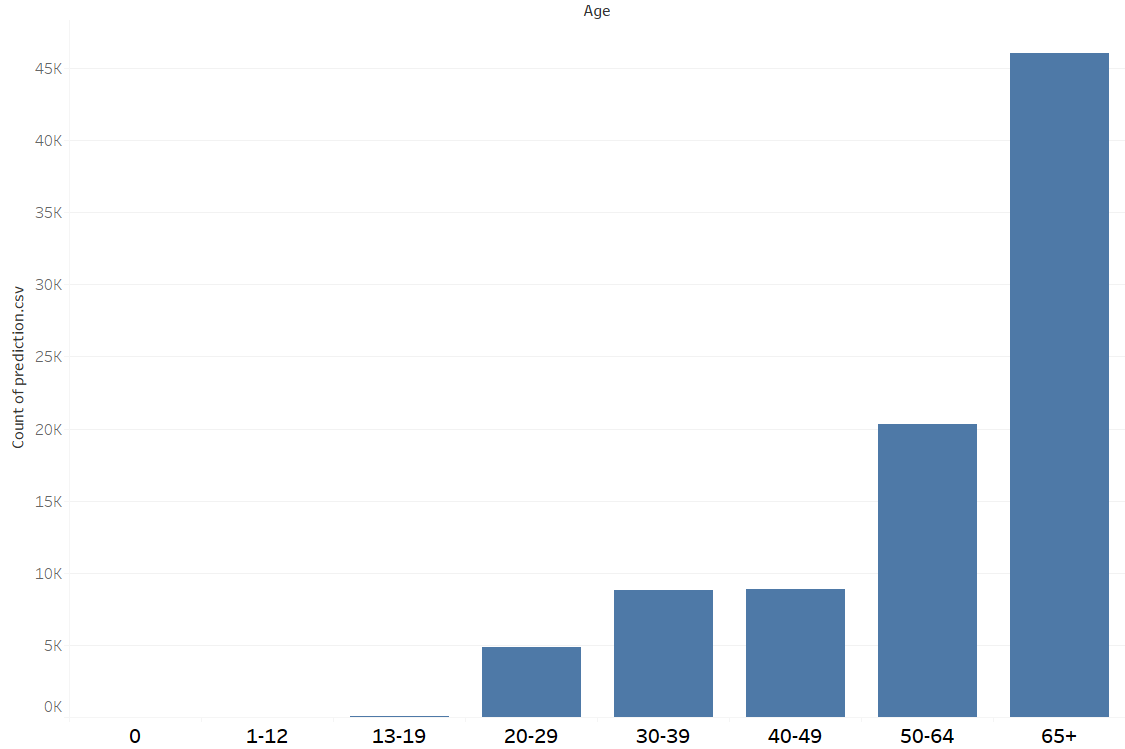 Age
Count of prediction.csv
45K
40K
35K
30K
25K
20K
15K
10K
5K
0K
0 1-12 13-19 20-29 30-39 40-49 50-64 65+